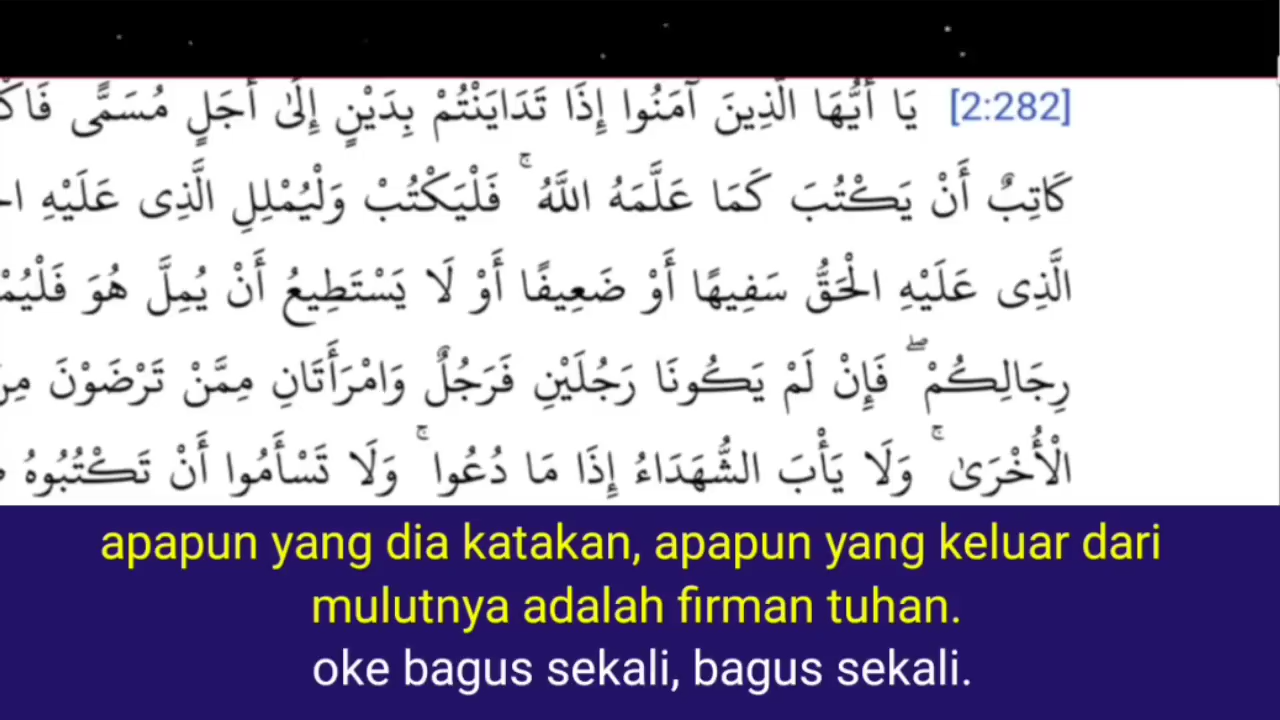 [2:282] يَا أَيُّهَا الَّذِينَ آمَنُوا إِذَا تَدَايَنْتُمْ بِدَيْنٍ إِلَىٰ أَجَلٍ مُسَمًّى
كَاتِبٌ أَنْ يَكْتُبَ كَمَا عَلَّمَهُ اللَّهُ ۚ فَلْيَكْتُبْ وَلْيُمْلِلِ الَّذِى عَلَيْهِ
الَّذِى عَلَيْهِ الْحَقُّ سَفِيهًا أَوْ ضَعِيفًا أَوْ لَا يَسْتَطِيعُ أَنْ يُمِلَّ هُوَ
رِجَالِكُمْ ۖ فَإِنْ لَمْ يَكُونَا رَجُلَيْنِ فَرَجُلٌ وَامْرَأَتَانِ مِمَّنْ تَرْضَوْنَ
الْأُخْرَىٰ ۚ وَلَا يَأْبَ الشُّهَدَاءُ إِذَا مَا دُعُوا ۚ وَلَا تَسْأَمُوا أَنْ تَكْتُبُوهُ
apapun yang dia katakan, apapun yang keluar dari
mulutnya adalah firman tuhan.
oke bagus sekali, bagus sekali.